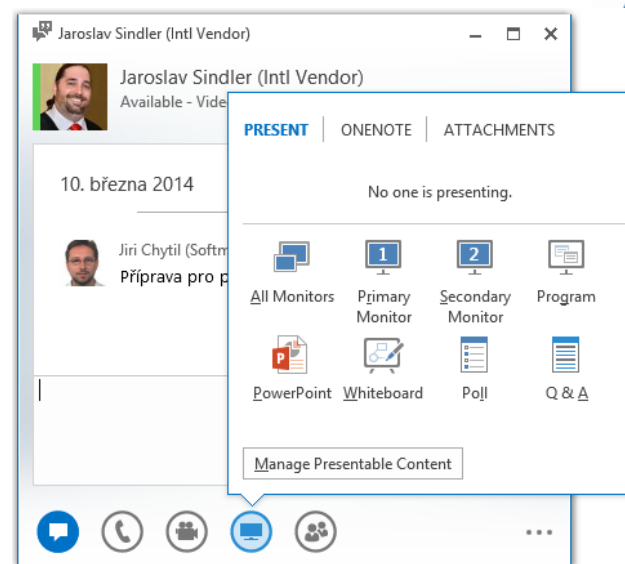 Jaroslav Sindler (Intl Vendor)
Jaroslav Sindler (Intl Vendor)
Available - Vide
PRESENT ONENOTE ATTACHMENTS
No one is presenting.
1 2
All Monitors Primary Monitor Secondary Monitor Program
PowerPoint Whiteboard Poll Q & A
Manage Presentable Content
10. března 2014
Jiri Chytil (Softm
Příprava pro p